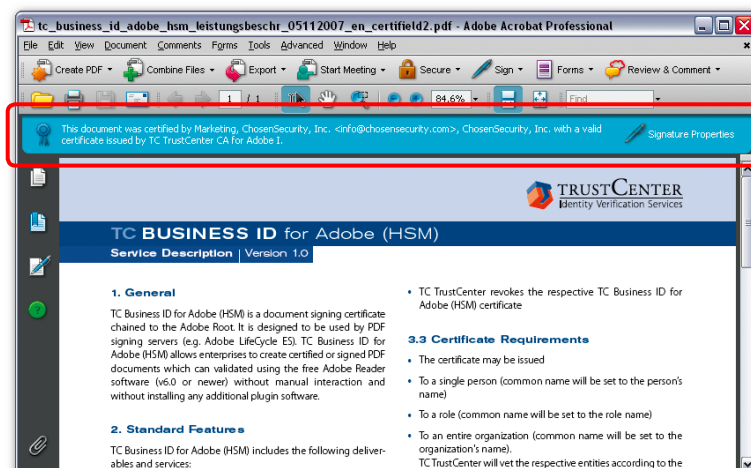 tc_business_id_adobe_hsm_leistungsbeschr_05112007_en_certifield2.pdf - Adobe Acrobat Professional
File Edit View Document Comments Forms Tools Advanced Window Help
Create PDF Combine Files Export Start Meeting Secure Sign Forms Review & Comment
1 / 1 84.6% Find
This document was certified by Marketing, ChosenSecurity, Inc. <info@chosensecurity.com>, ChosenSecurity, Inc. with a valid
certificate issued by TC TrustCenter CA for Adobe I.
Signature Properties
TRUSTCENTER
Identity Verification Services
TC BUSINESS ID for Adobe (HSM)
Service Description | Version 1.0
1. General
TC Business ID for Adobe (HSM) is a document signing certificate
chained to the Adobe Root. It is designed to be used by PDF
signing servers (e.g. Adobe LifeCycle ES). TC Business ID for
Adobe (HSM) allows enterprises to create certified or signed PDF
documents which can validated using the free Adobe Reader
software (v6.0 or newer) without manual interaction and
without installing any additional plugin software.
2. Standard Features
TC Business ID for Adobe (HSM) includes the following deliver-
ables and services:
• TC TrustCenter revokes the respective TC Business ID for
Adobe (HSM) certificate
3.3 Certificate Requirements
• The certificate may be issued
• To a single person (common name will be set to the person's
name)
• To a role (common name will be set to the role name)
• To an entire organization (common name will be set to the
organization's name).
TC TrustCenter will vet the respective entities according to the